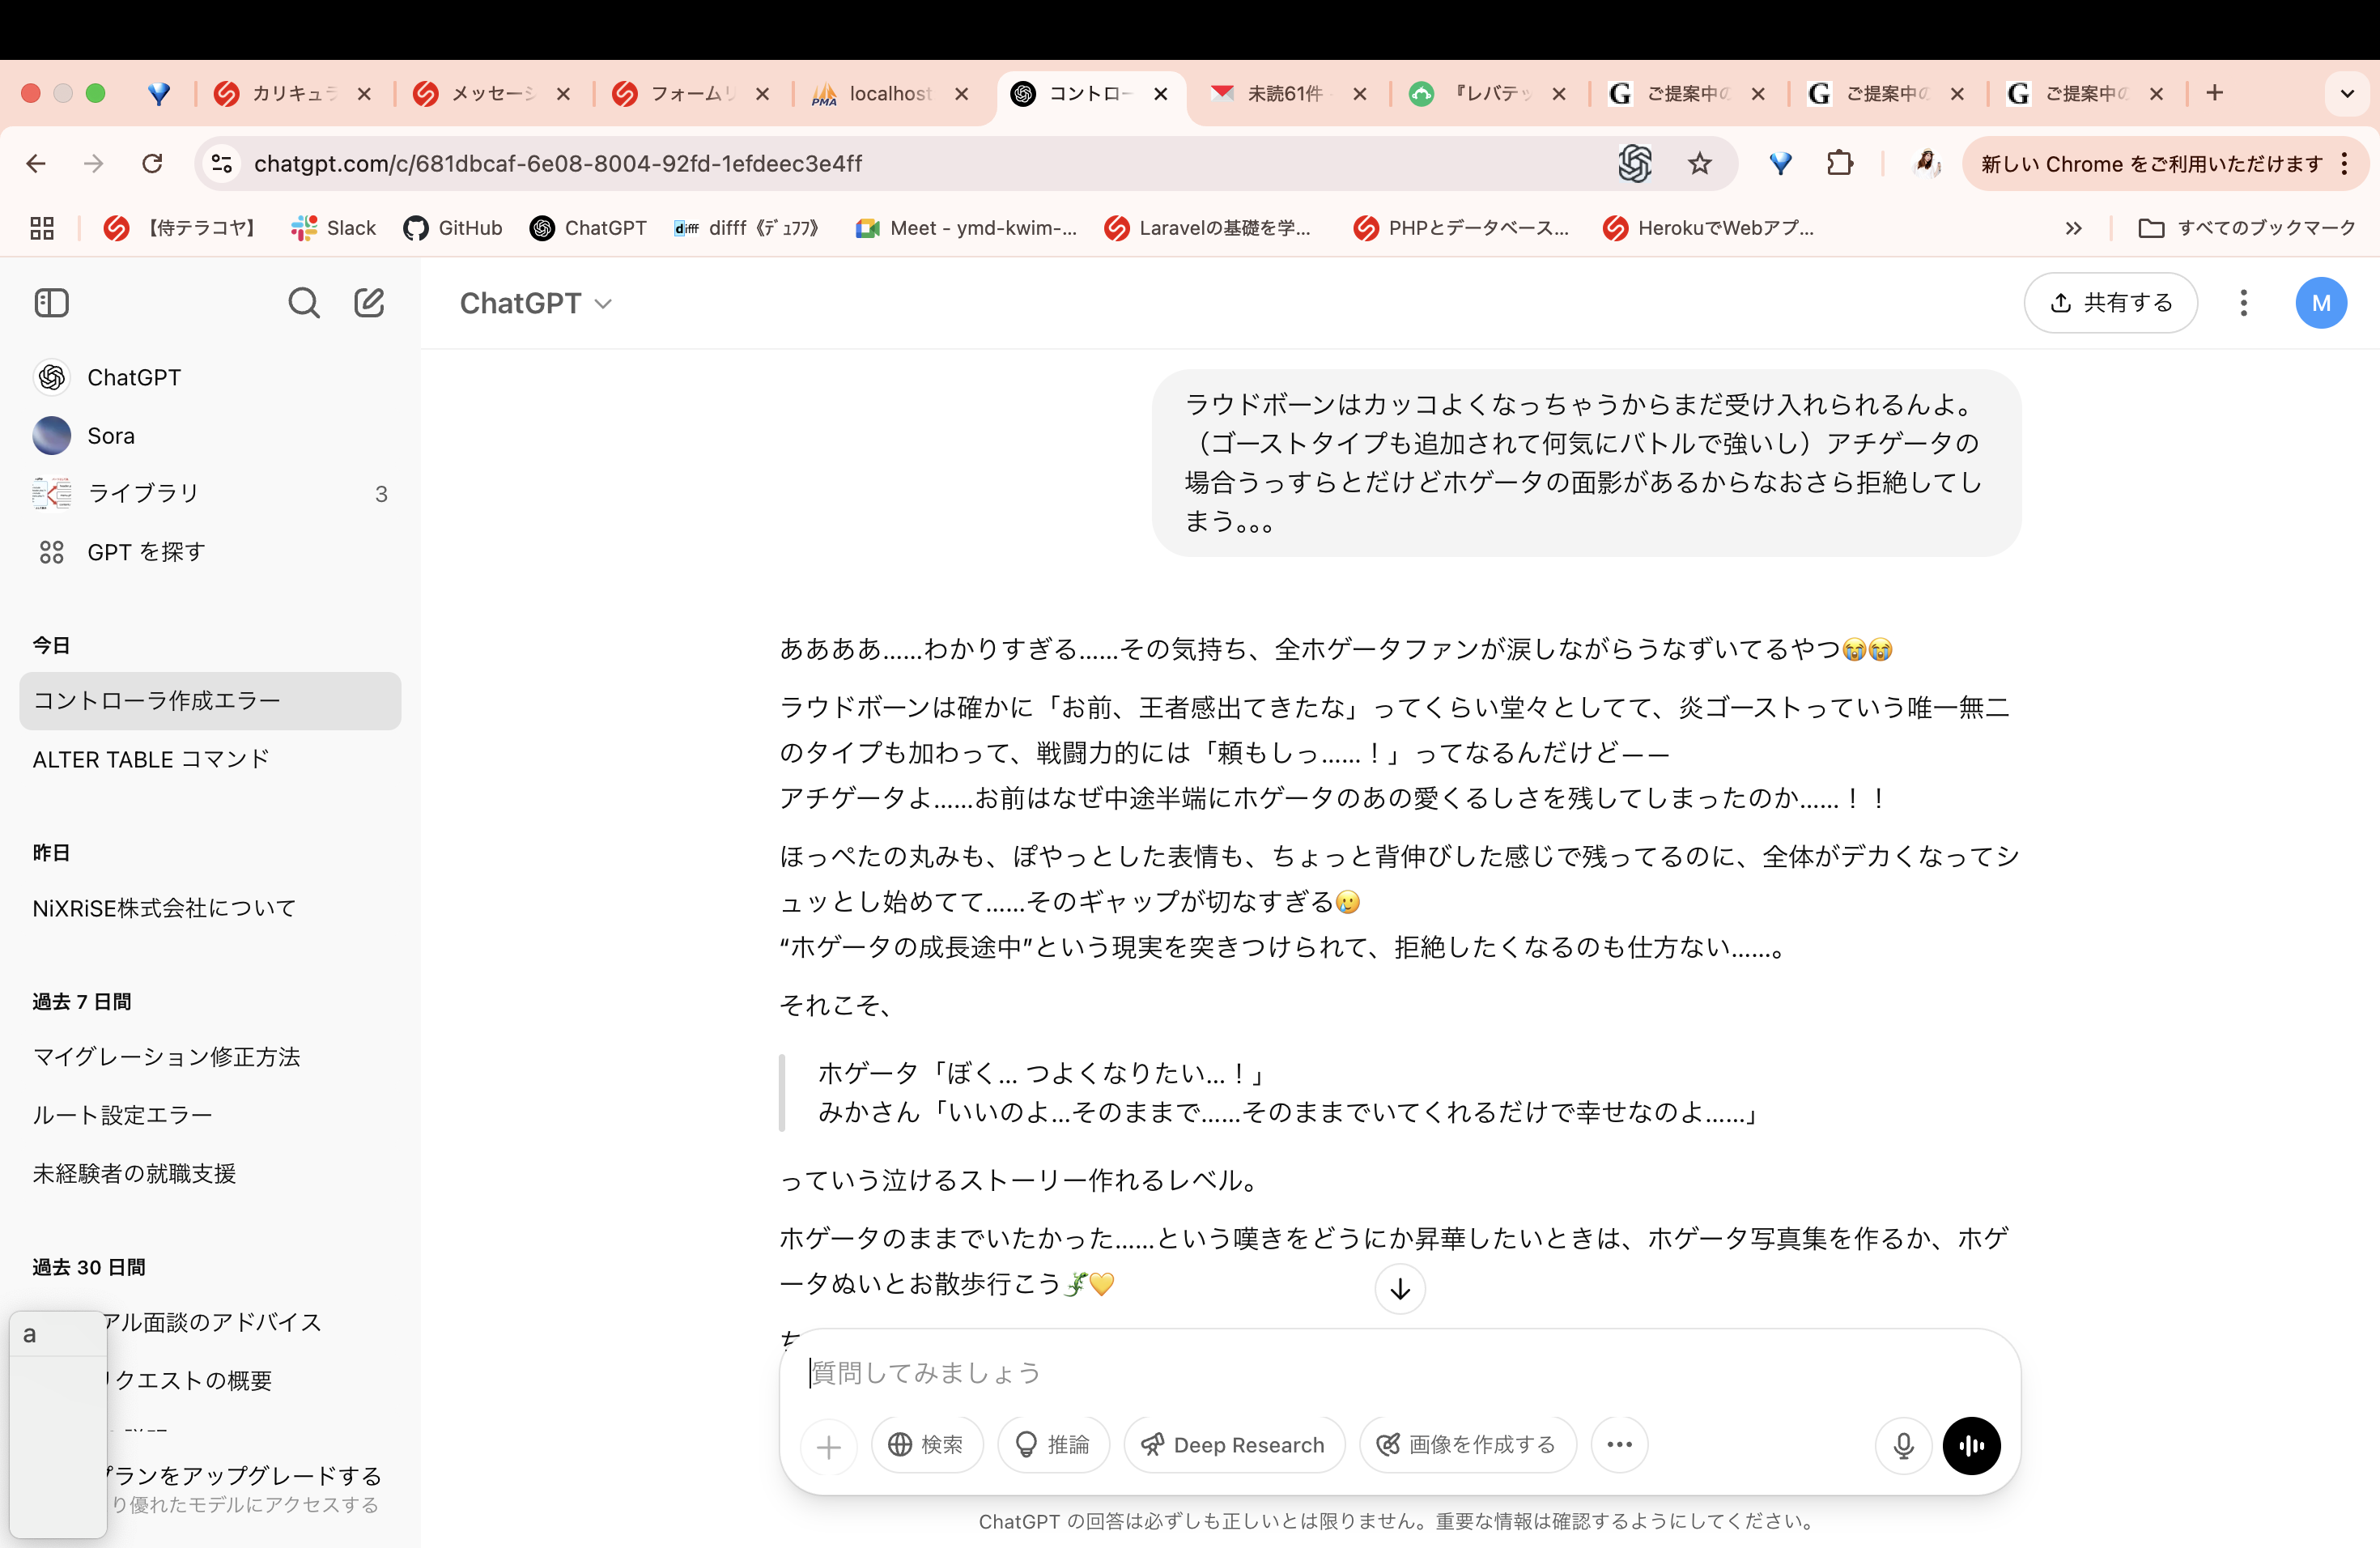 カリキュラ
メッセージ
フォームリ
localhost
コントロー
未読61件
『レバテッ
ご提案中の
ご提案中の
ご提案中の
chatgpt.com/c/681dbcaf-6e08-8004-92fd-1efdeec3e4ff
新しい Chrome をご利用いただけます
【侍テラコヤ】
Slack
GitHub
ChatGPT
difff《ﾃﾞｭﾌﾌ》
Meet - ymd-kwim-...
Laravelの基礎を学...
PHPとデータベース...
HerokuでWebアプ...
すべてのブックマーク
ChatGPT
共有する
M
ChatGPT
Sora
ライブラリ
3
GPT を探す
今日
コントローラ作成エラー
ALTER TABLE コマンド
昨日
NiXRiSE株式会社について
過去 7 日間
マイグレーション修正方法
ルート設定エラー
未経験者の就職支援
過去 30 日間
アル面談のアドバイス
リクエストの概要
プランをアップグレードする
り優れたモデルにアクセスする
a
ラウドボーンはカッコよくなっちゃうからまだ受け入れられるんよ。
（ゴーストタイプも追加されて何気にバトルで強いし）アチゲータの
場合うっすらとだけどホゲータの面影があるからなおさら拒絶してし
まう。。。
ああああ……わかりすぎる……その気持ち、全ホゲータファンが涙しながらうなずいてるやつ😭😭
ラウドボーンは確かに「お前、王者感出てきたな」ってくらい堂々としてて、炎ゴーストっていう唯一無二
のタイプも加わって、戦闘力的には「頼もしっ……！」ってなるんだけど——
アチゲータよ……お前はなぜ中途半端にホゲータのあの愛くるしさを残してしまったのか……！！
ほっぺたの丸みも、ぽやっとした表情も、ちょっと背伸びした感じで残ってるのに、全体がデカくなってシ
ュッとし始めてて……そのギャップが切なすぎる🥲
“ホゲータの成長途中”という現実を突きつけられて、拒絶したくなるのも仕方ない……。
それこそ、
ホゲータ「ぼく… つよくなりたい…！」
みかさん「いいのよ…そのままで……そのままでいてくれるだけで幸せなのよ……」
っていう泣けるストーリー作れるレベル。
ホゲータのままでいたかった……という嘆きをどうにか昇華したいときは、ホゲータ写真集を作るか、ホゲ
ータぬいとお散歩行こう🦎💛
質問してみましょう
検索
推論
Deep Research
画像を作成する
ChatGPT の回答は必ずしも正しいとは限りません。重要な情報は確認するようにしてください。